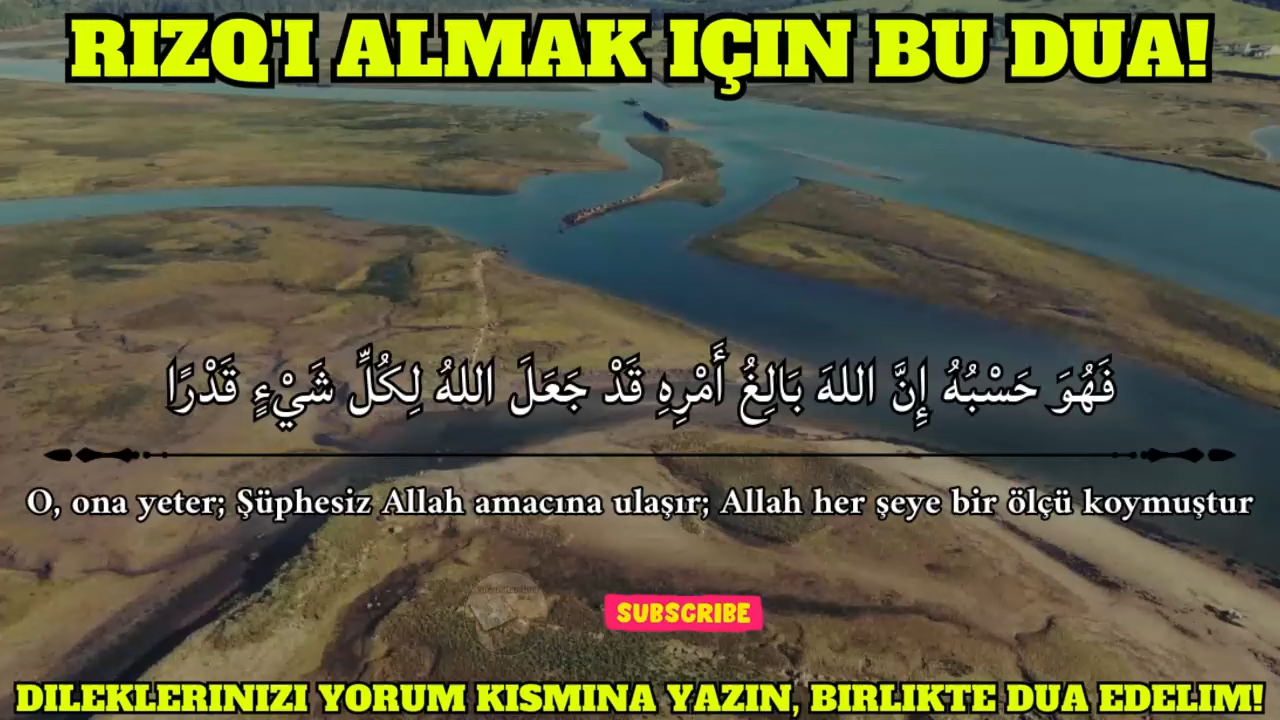 RIZQ'I ALMAK IÇIN BU DUA!
فَهُوَ حَسْبُهُ إِنَّ اللهَ بَالِغُ أَمْرِهِ قَدْ جَعَلَ اللهُ لِكُلِّ شَيْءٍ قَدْرًا
O, ona yeter; Şüphesiz Allah amacına ulaşır; Allah her şeye bir ölçü koymuştur
SUBSCRIBE
DILEKLERINIZI YORUM KISMINA YAZIN, BIRLIKTE DUA EDELIM!